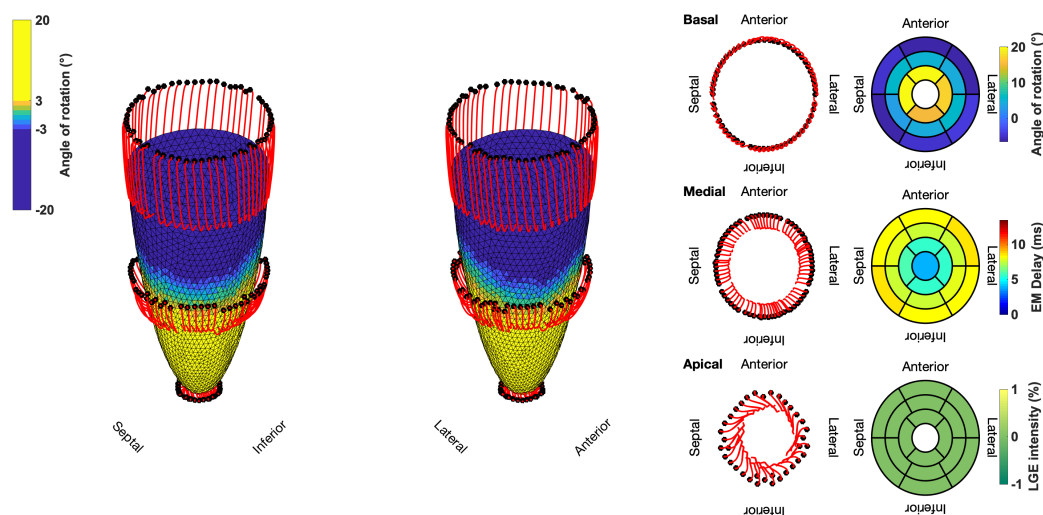 20
3
-3
-20
Angle of rotation (°)
Septal
Inferior
Lateral
Anterior
Basal
Anterior
Septal
Lateral
Inferior
Anterior
Septal
Lateral
Inferior
20
10
0
Angle of rotation (°)
Medial
Anterior
Septal
Lateral
Inferior
Anterior
Septal
Lateral
Inferior
10
5
0
EM Delay (ms)
Apical
Anterior
Septal
Lateral
Inferior
Anterior
Septal
Lateral
Inferior
1
0
-1
LGE intensity (%)